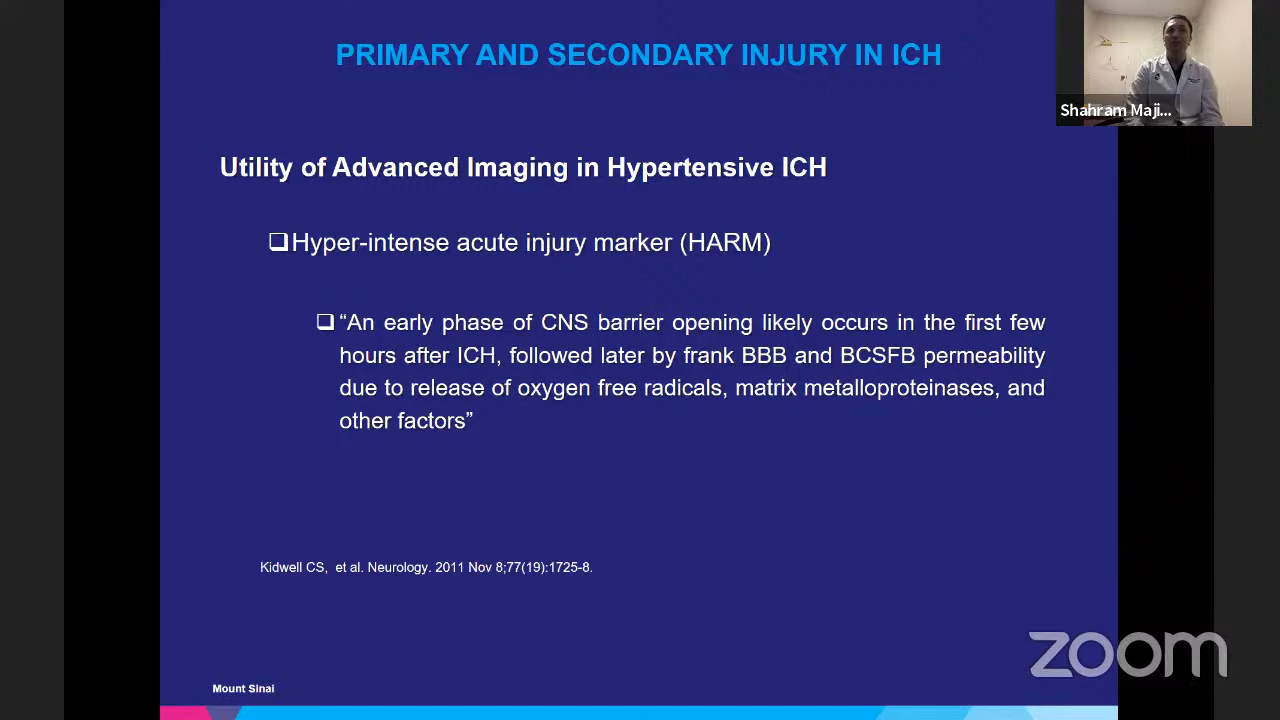 PRIMARY AND SECONDARY INJURY IN ICH
Shahram Maji...
Utility of Advanced Imaging in Hypertensive ICH
Hyper-intense acute injury marker (HARM)
“An early phase of CNS barrier opening likely occurs in the first few
hours after ICH, followed later by frank BBB and BCSFB permeability
due to release of oxygen free radicals, matrix metalloproteinases, and
other factors”
Kidwell CS, et al. Neurology. 2011 Nov 8;77(19):1725-8.
zoom
Mount Sinai